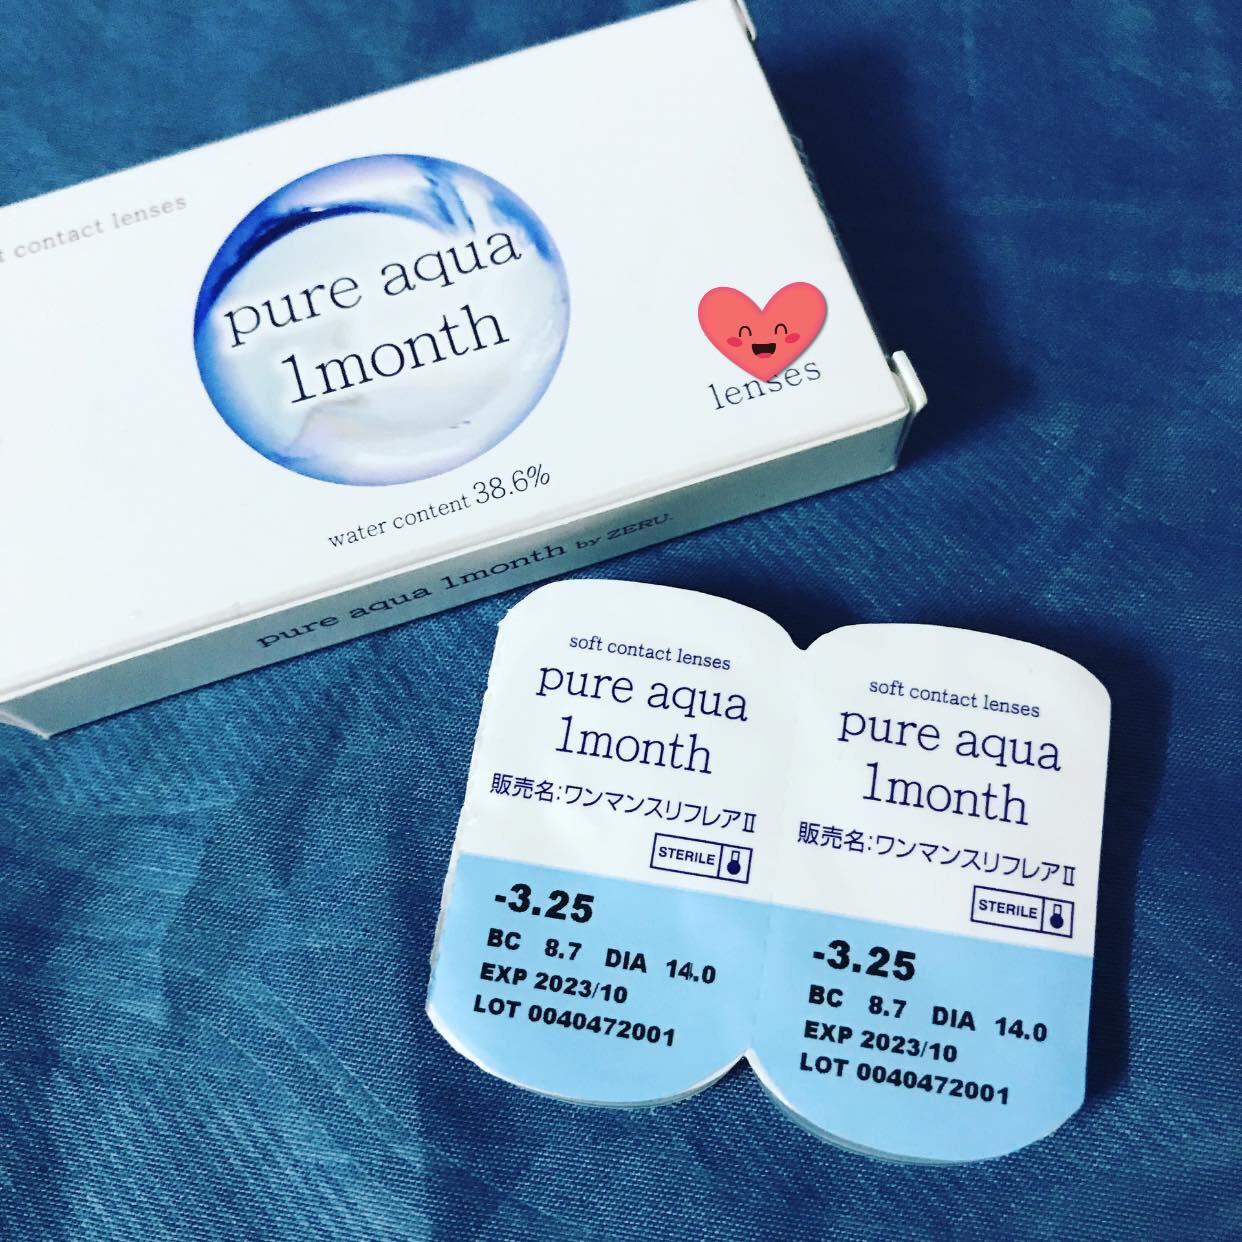 contact lenses
pure aqua
1month
lenses
water content 38.6%
pure aqua 1month by ZERU.
soft contact lenses
pure aqua
1month
販売名:ワンマンスリフレアⅡ
STERILE
-3.25
BC 8.7 DIA 14.0
EXP 2023/10
LOT 0040472001
soft contact lenses
pure aqua
1month
販売名:ワンマンスリフレアⅡ
STERILE
-3.25
BC 8.7 DIA 14.0
EXP 2023/10
LOT 0040472001